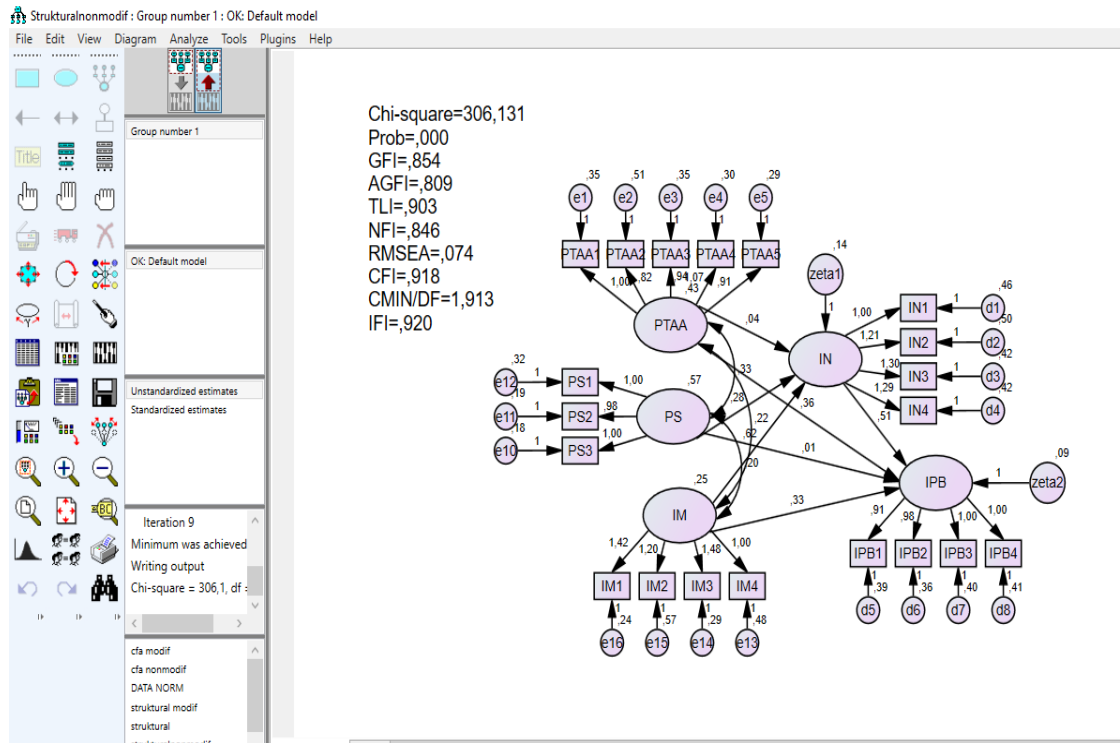 Strukturalnonmodif : Group number 1 : OK: Default model
File Edit View Diagram Analyze Tools Plugins Help
Title
Group number 1
OK: Default model
Unstandardized estimates
Standardized estimates
Iteration 9
Minimum was achieved
Writing output
Chi-square = 306,1, df =
cfa modif
cfa nonmodif
DATA NORM
struktural modif
struktural
Chi-square=306,131
Prob=,000
GFI=,854
AGFI=,809
TLI=,903
NFI=,846
RMSEA=,074
CFI=,918
CMIN/DF=1,913
IFI=,920
,35 ,51 ,35 ,30 ,29
e1 e2 e3 e4 e5
1 1 1 1 1
PTAA1 PTAA2 PTAA3 PTAA4 PTAA5
1,00 ,82 ,94 1,07 ,91
,43
PTAA
,04
,14
zeta1
1
IN
1,00 IN1 1 d1 ,46
1,21 IN2 1 d2 ,50
1,30 IN3 1 d3 ,42
1,29 IN4 1 d4 ,42
,51
,32
e12 1 PS1 1,00
,19
e11 1 PS2 ,98
,18
e10 1 PS3 1,00
,57
PS
,33
,28
,36
,22
,62
,20
,01
,25
IM
,33
1,42 1,20 1,48 1,00
IM1 IM2 IM3 IM4
1 1 1 1
,24 ,57 ,29 ,48
e16 e15 e14 e13
IPB
1
,09
zeta2
,91 ,98 1,00 1,00
IPB1 IPB2 IPB3 IPB4
1 1 1 1
,39 ,36 ,40 ,41
d5 d6 d7 d8